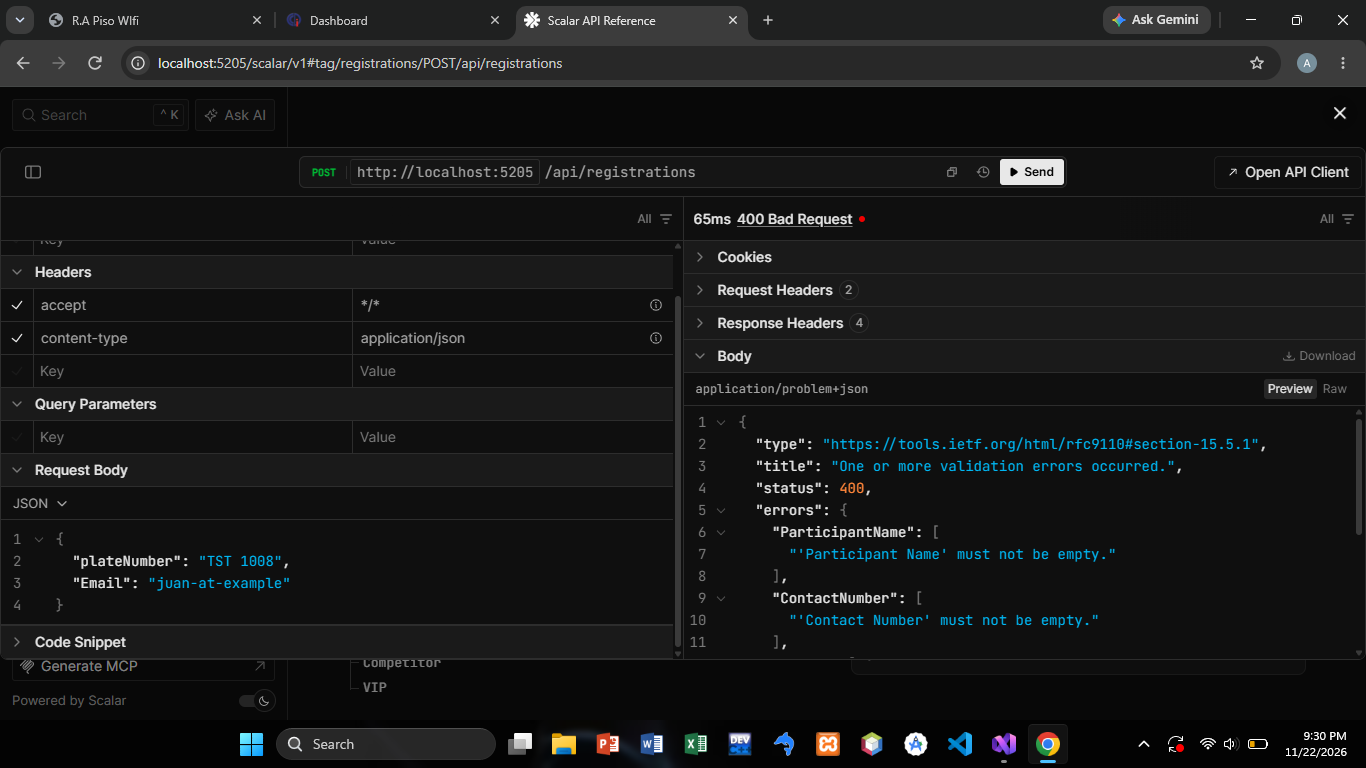 R.A Piso WIfi
Dashboard
Scalar API Reference
Ask Gemini
localhost:5205/scalar/v1#tag/registrations/POST/api/registrations
A
Search
^ K
Ask AI
POST
http://localhost:5205
/api/registrations
Send
Open API Client
All
65ms 400 Bad Request
All
Key
Value
Headers
accept
*/*
content-type
application/json
Key
Value
Query Parameters
Key
Value
Request Body
JSON
1 {
2 "plateNumber": "TST 1008",
3 "Email": "juan-at-example"
4 }
Code Snippet
Cookies
Request Headers 2
Response Headers 4
Body
Download
application/problem+json
Preview
Raw
1 {
2 "type": "https://tools.ietf.org/html/rfc9110#section-15.5.1",
3 "title": "One or more validation errors occurred.",
4 "status": 400,
5 "errors": {
6 "ParticipantName": [
7 "'Participant Name' must not be empty."
8 ],
9 "ContactNumber": [
10 "'Contact Number' must not be empty."
11 ],
Generate MCP
Competitor
VIP
Powered by Scalar
Search
DEV
9:30 PM
11/22/2026